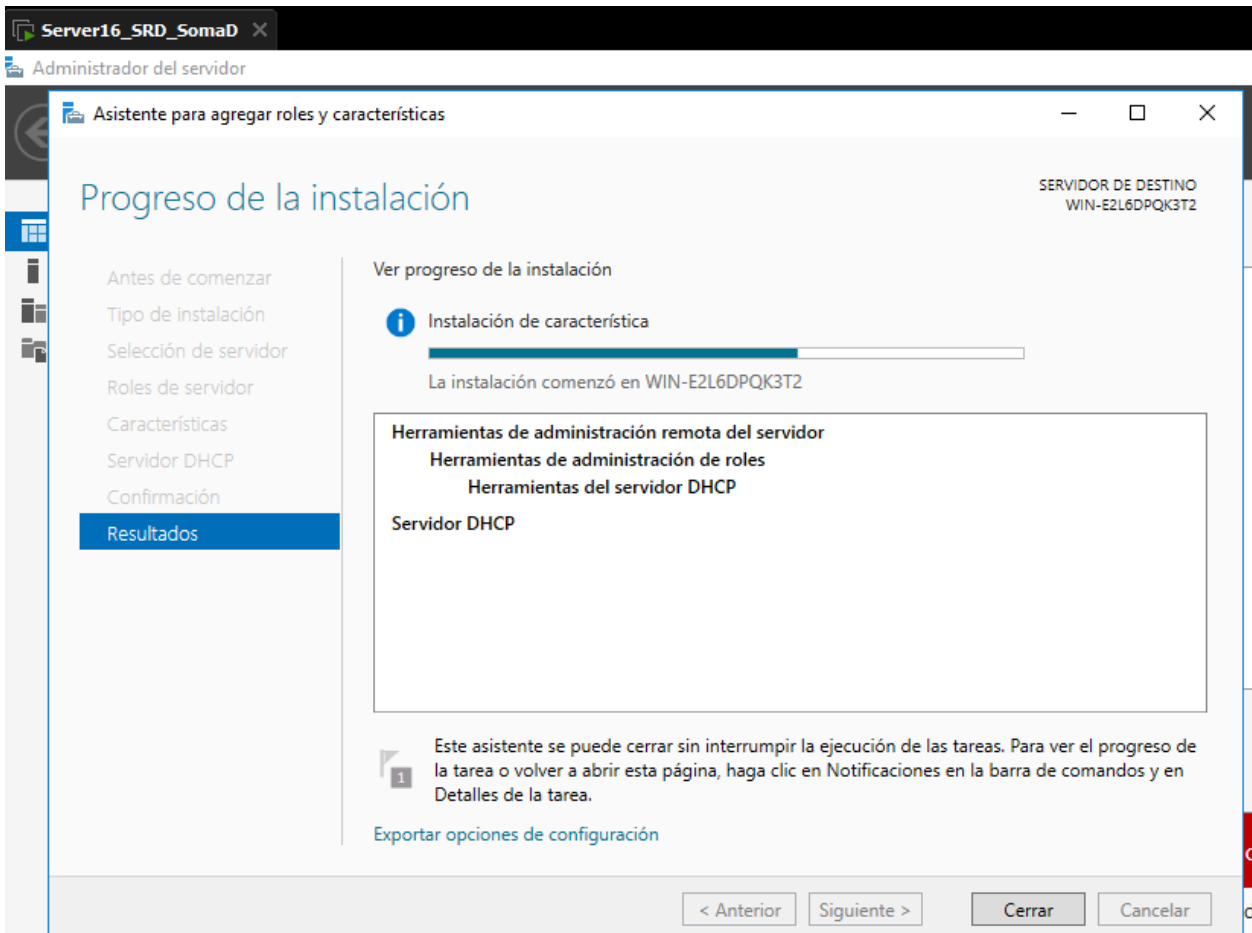 Server16_SRD_SomaD
Administrador del servidor
Asistente para agregar roles y características
Progreso de la instalación
SERVIDOR DE DESTINO
WIN-E2L6DPQK3T2
Antes de comenzar
Tipo de instalación
Selección de servidor
Roles de servidor
Características
Servidor DHCP
Confirmación
Resultados
Ver progreso de la instalación
Instalación de característica
La instalación comenzó en WIN-E2L6DPQK3T2
Herramientas de administración remota del servidor
Herramientas de administración de roles
Herramientas del servidor DHCP
Servidor DHCP
1
Este asistente se puede cerrar sin interrumpir la ejecución de las tareas. Para ver el progreso de
la tarea o volver a abrir esta página, haga clic en Notificaciones en la barra de comandos y en
Detalles de la tarea.
Exportar opciones de configuración
< Anterior
Siguiente >
Cerrar
Cancelar